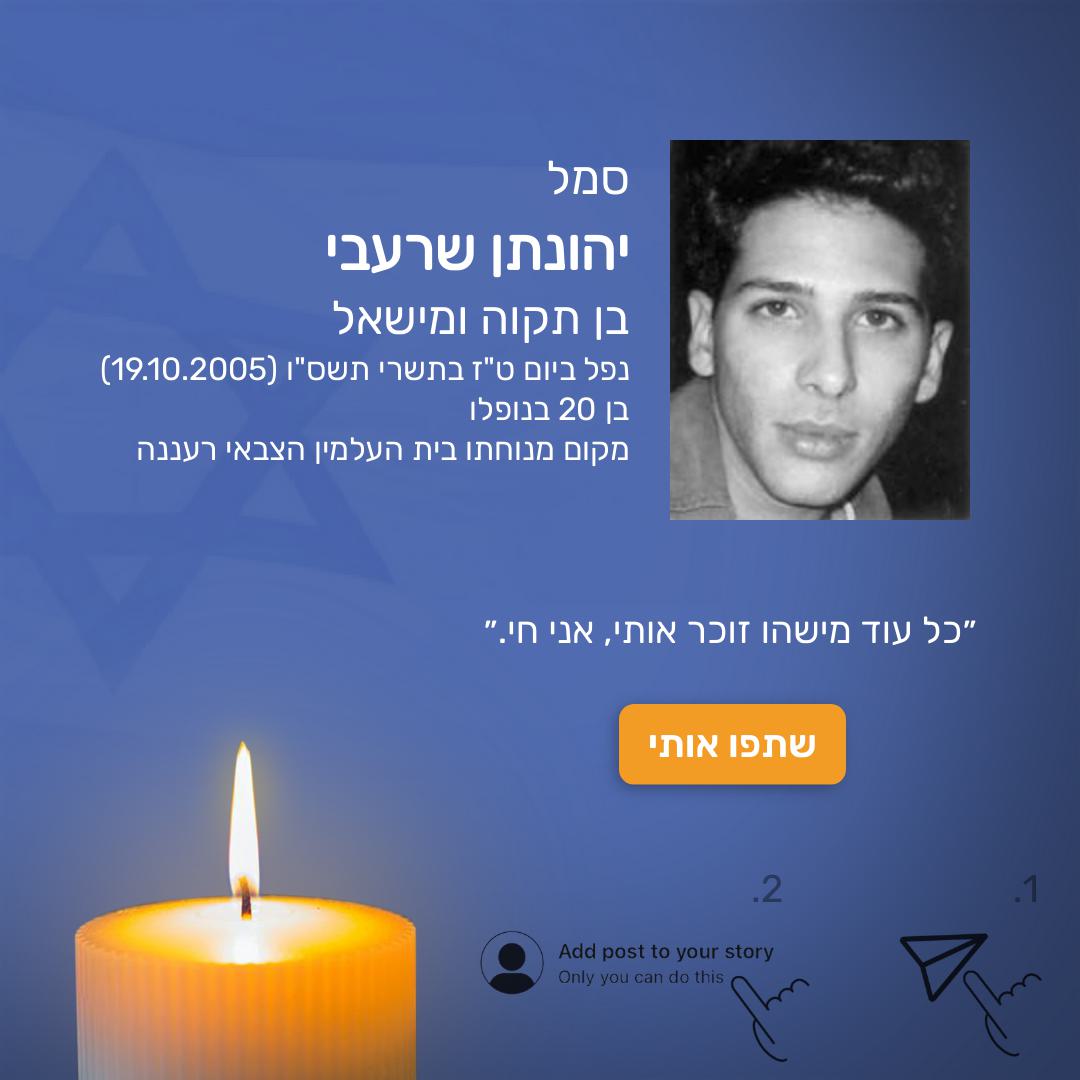 סמל
יהונתן שרעבי
בן תקוה ומישאל
נפל ביום ט"ז בתשרי תשס"ו (19.10.2005)
בן 20 בנופלו
מקום מנוחתו בית העלמין הצבאי רעננה
״כל עוד מישהו זוכר אותי, אני חי.״
שתפו אותי
.1
.2
Add post to your story
Only you can do this